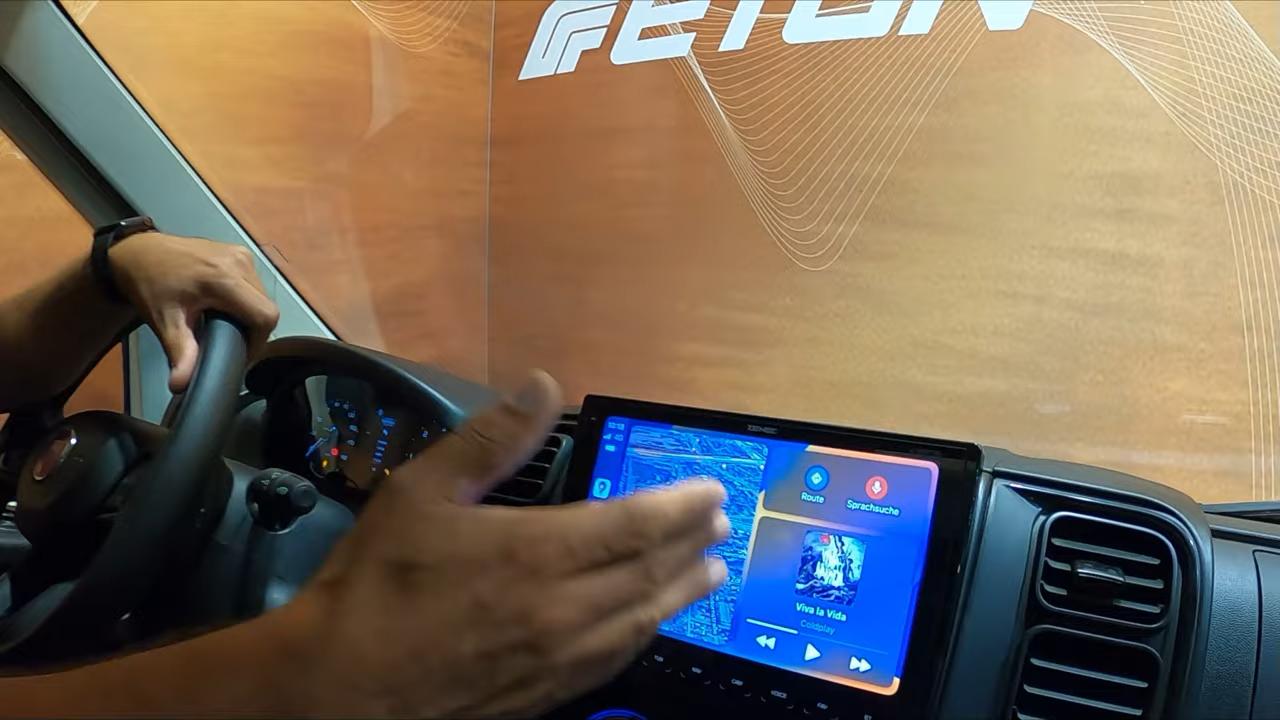 FETON
ZENEC
Route
Sprachsuche
Viva la Vida
Coldplay